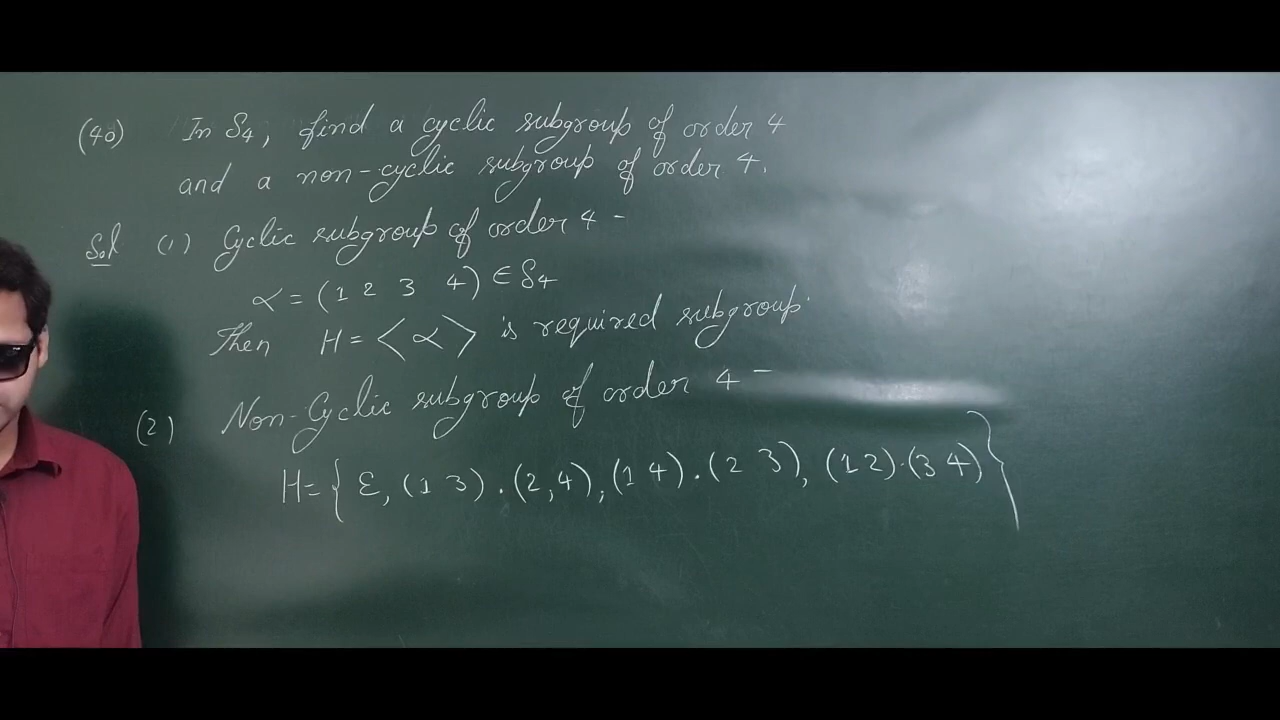 (40) In S4, find a cyclic subgroup of order 4
and a non-cyclic subgroup of order 4.
Sol (1) Cyclic subgroup of order 4 -
α = (1 2 3 4) ∈ S4
Then H = <α> is required subgroup.
(2) Non-Cyclic subgroup of order 4 -
H = { ε, (1 3) . (2,4), (1 4) . (2 3), (1 2) . (3 4) }